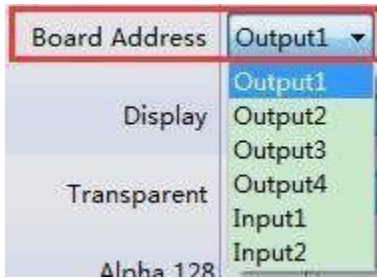 Board Address Output1
Output1
Display Output2
Output3
Transparent Output4
Input1
Alpha 128 Input2